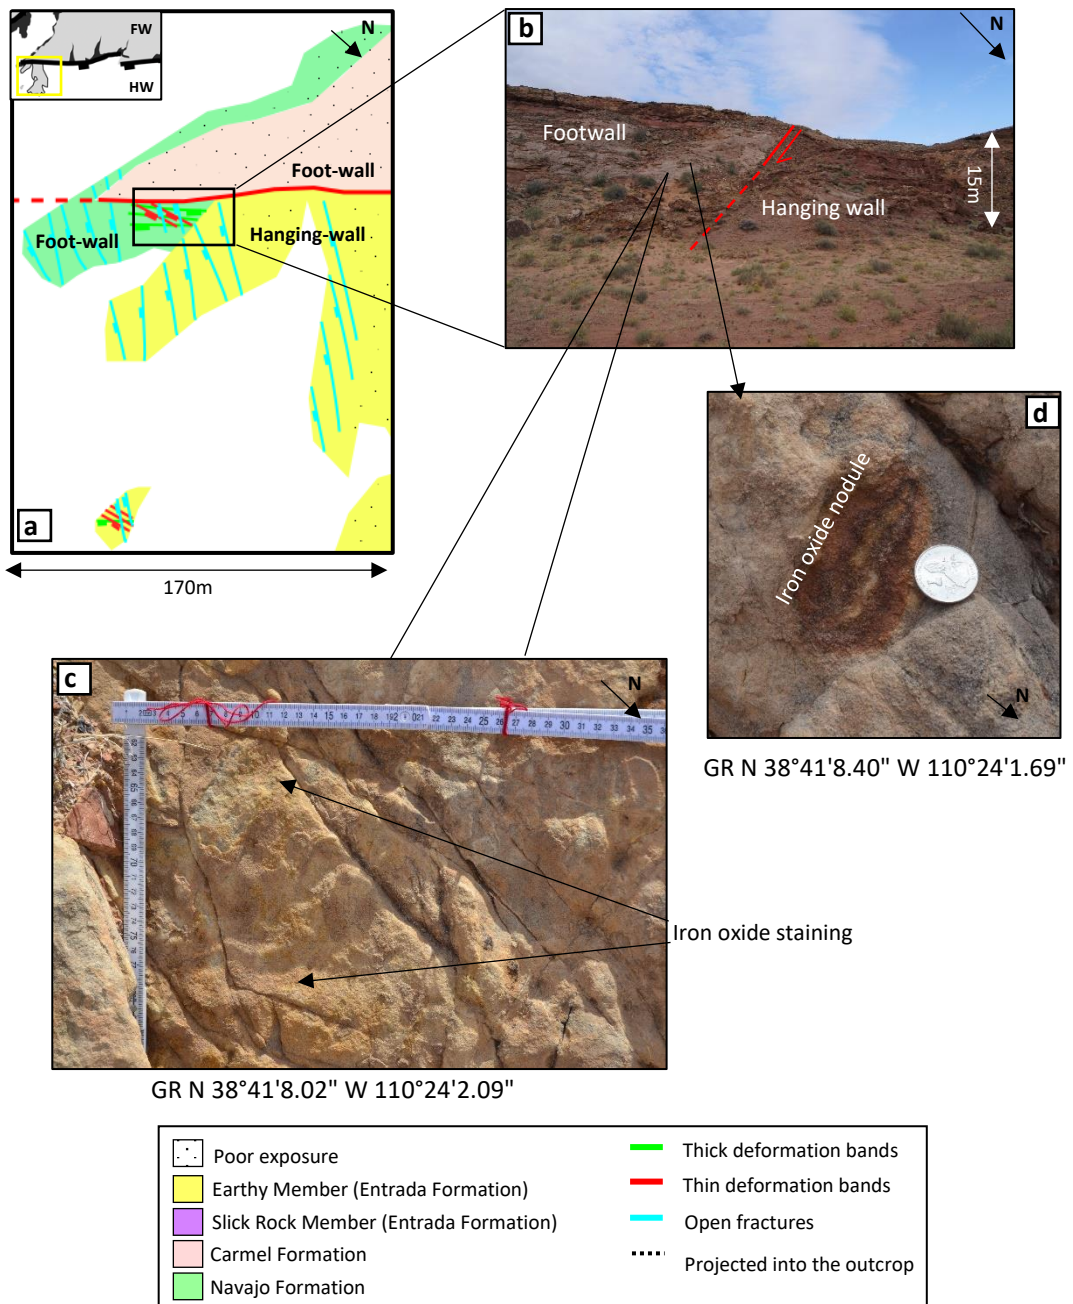 FW
HW
N
Foot-wall
Foot-wall
Hanging-wall
a
170m
b
N
Footwall
Hanging wall
15m
d
Iron oxide nodule
N
GR N 38°41'8.40" W 110°24'1.69"
c
N
Iron oxide staining
GR N 38°41'8.02" W 110°24'2.09"
Poor exposure
Earthy Member (Entrada Formation)
Slick Rock Member (Entrada Formation)
Carmel Formation
Navajo Formation
Thick deformation bands
Thin deformation bands
Open fractures
Projected into the outcrop